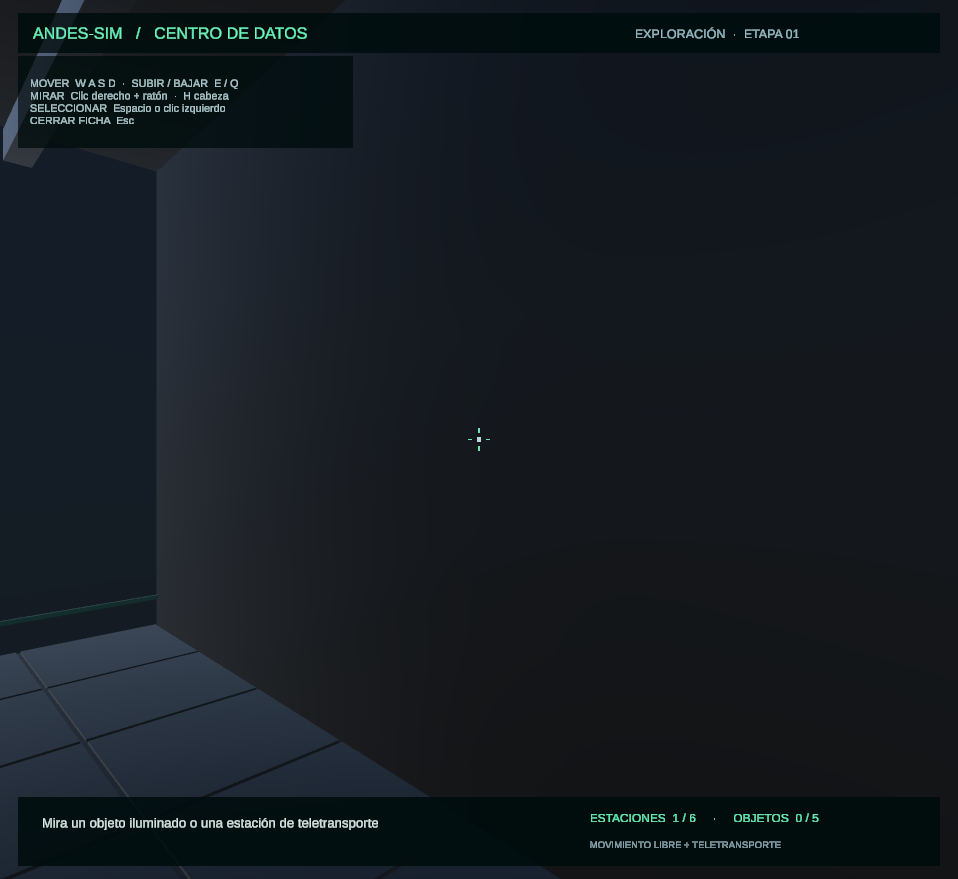 ANDES-SIM / CENTRO DE DATOS
EXPLORACIÓN · ETAPA 01
MOVER W A S D · SUBIR / BAJAR E / Q
MIRAR Clic derecho + ratón · H cabeza
SELECCIONAR Espacio o clic izquierdo
CERRAR FICHA Esc
Mira un objeto iluminado o una estación de teletransporte
ESTACIONES 1 / 6 · OBJETOS 0 / 5
MOVIMIENTO LIBRE + TELETRANSPORTE